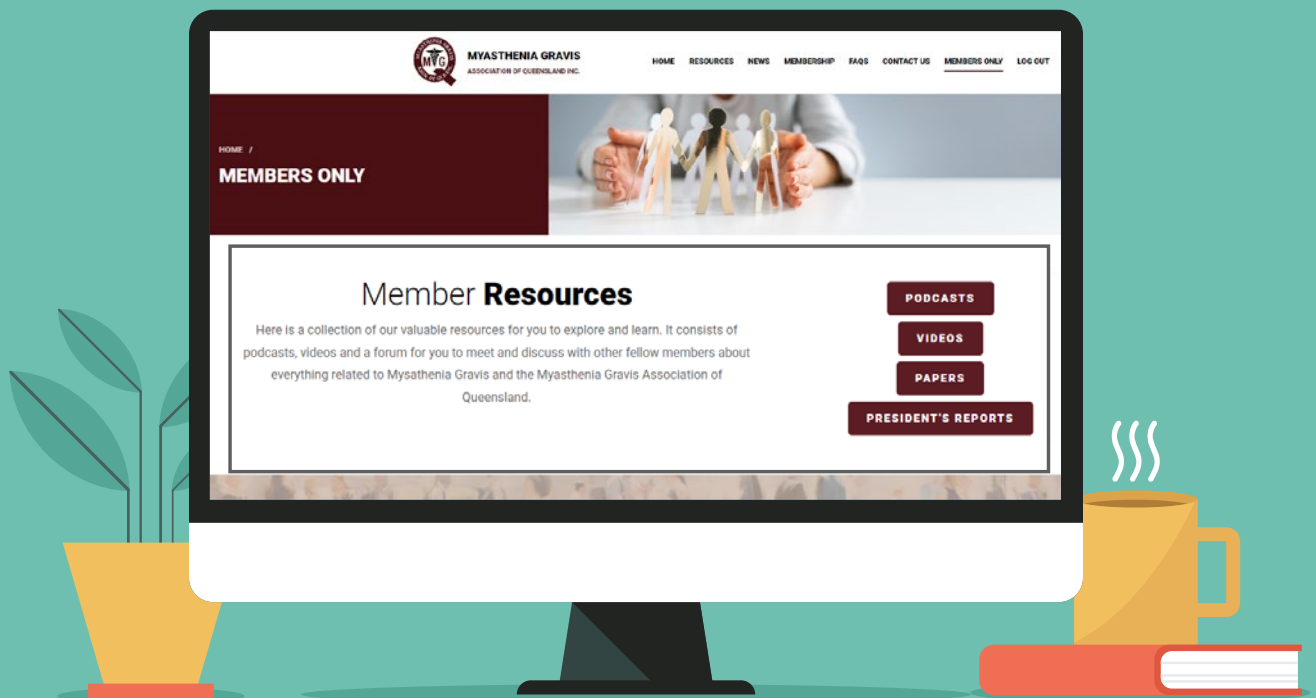 MYASTHENIA GRAVIS
ASSOCIATION OF QUEENSLAND INC.
HOME RESOURCES NEWS MEMBERSHIP FAQS CONTACT US MEMBERS ONLY LOG OUT
HOME /
MEMBERS ONLY
Member Resources
Here is a collection of our valuable resources for you to explore and learn. It consists of
podcasts, videos and a forum for you to meet and discuss with other fellow members about
everything related to Mysathenia Gravis and the Myasthenia Gravis Association of
Queensland.
PODCASTS
VIDEOS
PAPERS
PRESIDENT'S REPORTS